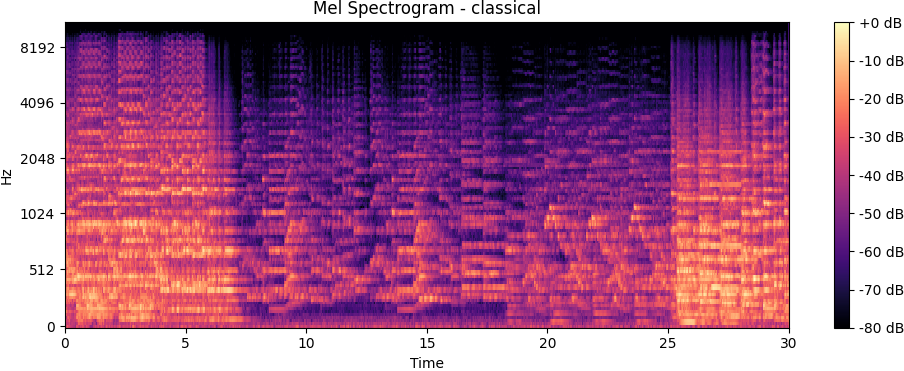 Mel Spectrogram - classical
Hz
8192
4096
2048
1024
512
0
0 5 10 15 20 25 30
Time
+0 dB
-10 dB
-20 dB
-30 dB
-40 dB
-50 dB
-60 dB
-70 dB
-80 dB